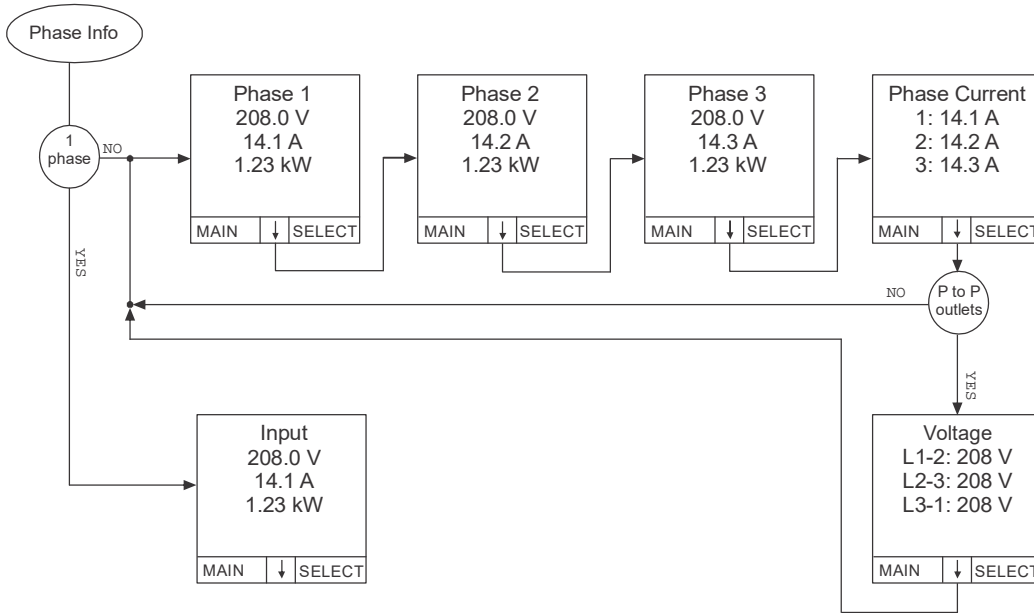 Phase Info
1
phase
NO
YES
Phase 1
208.0 V
14.1 A
1.23 kW
MAIN ↓ SELECT
Phase 2
208.0 V
14.2 A
1.23 kW
MAIN ↓ SELECT
Phase 3
208.0 V
14.3 A
1.23 kW
MAIN ↓ SELECT
Phase Current
1: 14.1 A
2: 14.2 A
3: 14.3 A
MAIN ↓ SELECT
P to P
outlets
NO
YES
Input
208.0 V
14.1 A
1.23 kW
MAIN ↓ SELECT
Voltage
L1-2: 208 V
L2-3: 208 V
L3-1: 208 V
MAIN ↓ SELECT